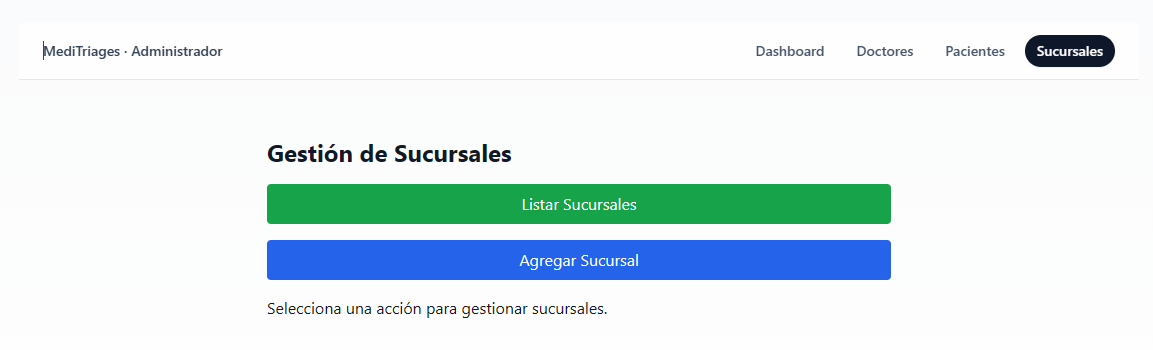 MediTriages · Administrador
Dashboard Doctores Pacientes Sucursales
Gestión de Sucursales
Listar Sucursales
Agregar Sucursal
Selecciona una acción para gestionar sucursales.